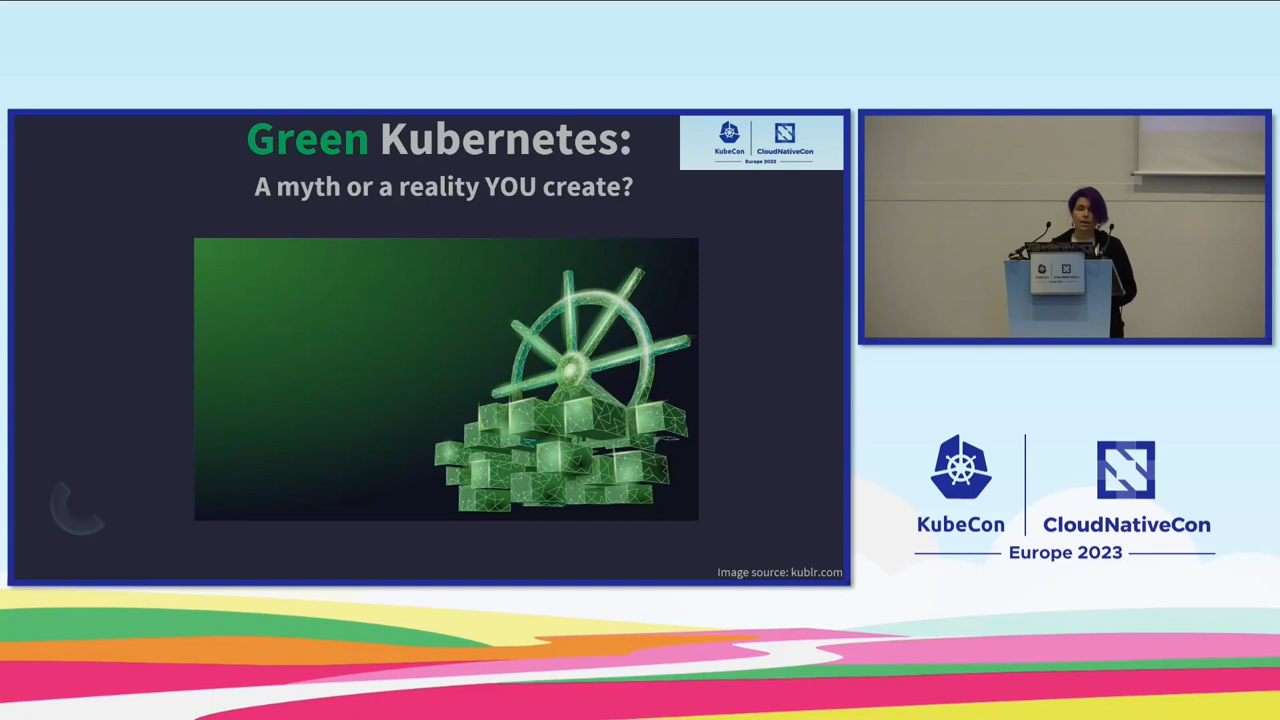 Green Kubernetes:
A myth or a reality YOU create?
KubeCon
CloudNativeCon
Europe 2023
Image source: kublr.com
KubeCon
CloudNativeCon
Europe 2023